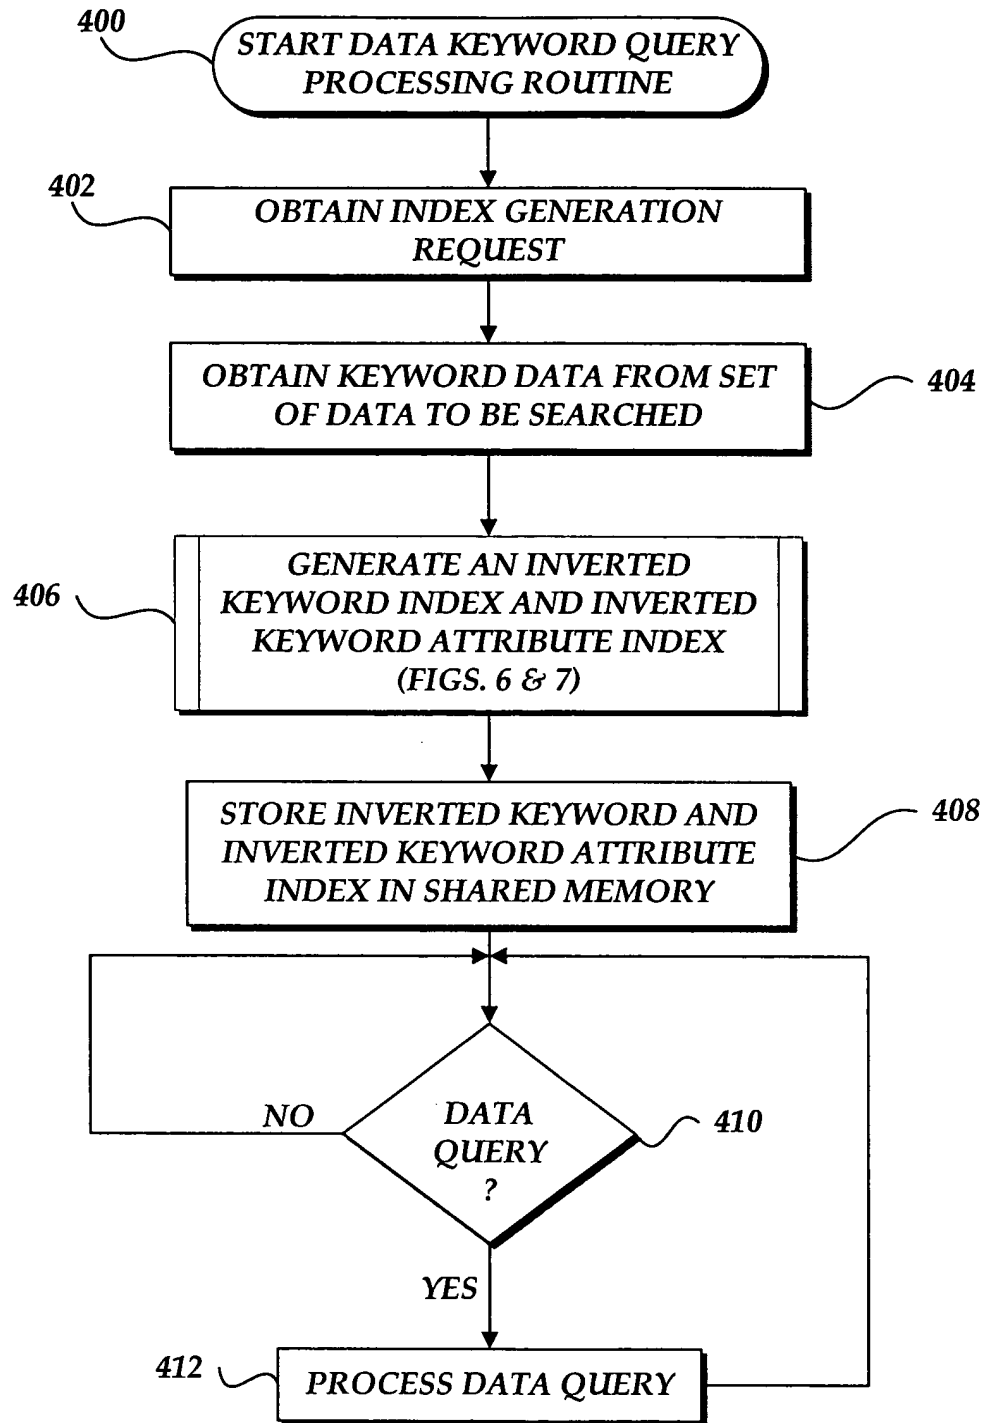 400
START DATA KEYWORD QUERY
PROCESSING ROUTINE
402
OBTAIN INDEX GENERATION
REQUEST
OBTAIN KEYWORD DATA FROM SET
OF DATA TO BE SEARCHED
404
406
GENERATE AN INVERTED
KEYWORD INDEX AND INVERTED
KEYWORD ATTRIBUTE INDEX
(FIGS. 6 & 7)
STORE INVERTED KEYWORD AND
INVERTED KEYWORD ATTRIBUTE
INDEX IN SHARED MEMORY
408
NO
DATA
QUERY
?
410
YES
412
PROCESS DATA QUERY